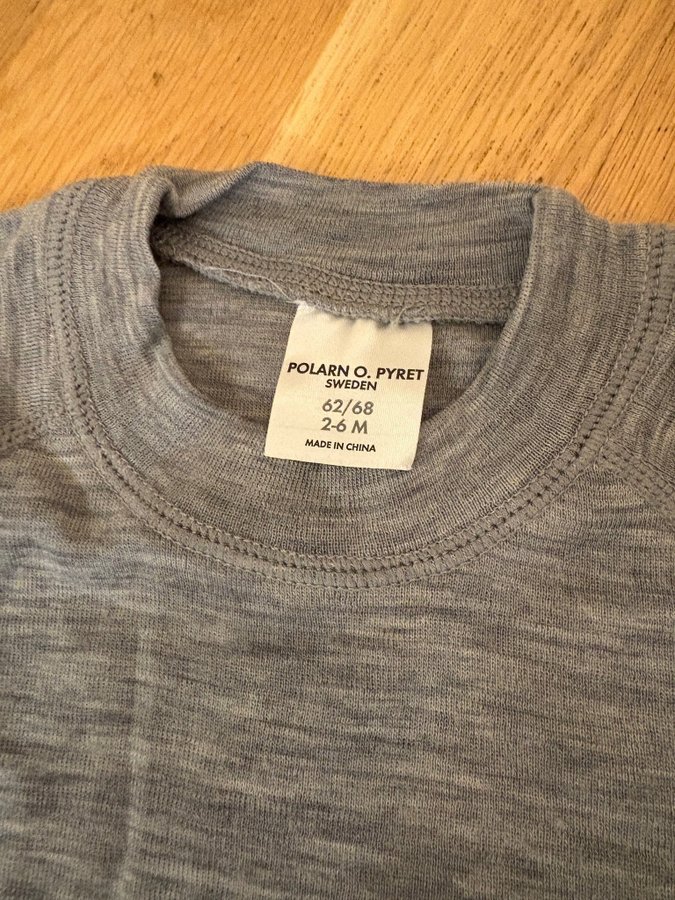 POLARN O. PYRET
SWEDEN
62/68
2-6 M
MADE IN CHINA